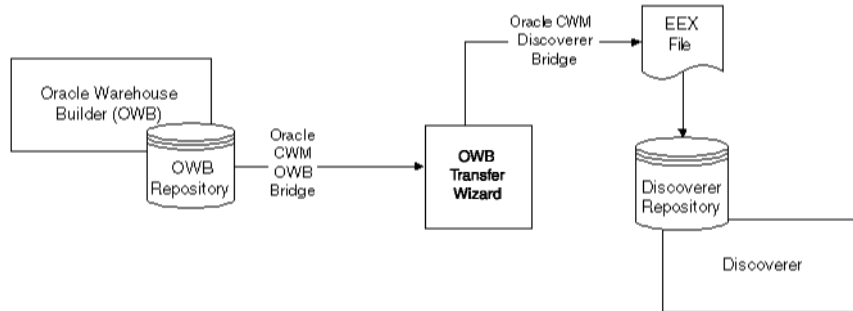 Oracle Warehouse
Builder (OWB)
OWB
Repository
Oracle
CWM
OWB
Bridge
OWB
Transfer
Wizard
Oracle CWM
Discoverer
Bridge
EEX
File
Discoverer
Repository
Discoverer